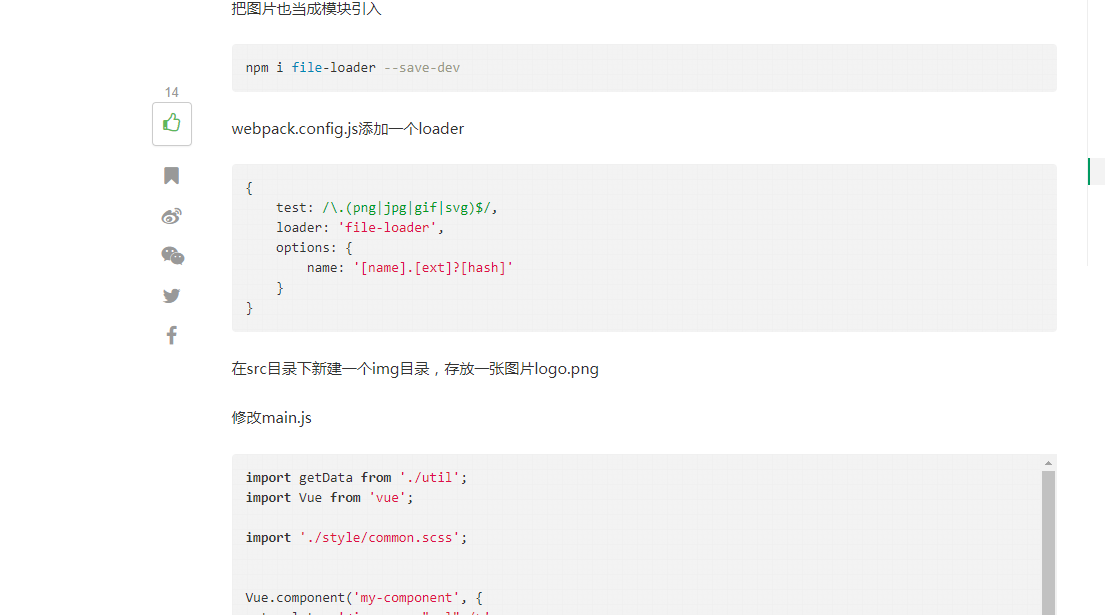 把图片也当成模块引入
npm i file-loader --save-dev
14
webpack.config.js添加一个loader
{
test: /\.(png|jpg|gif|svg)$/,
loader: 'file-loader',
options: {
name: '[name].[ext]?[hash]'
}
}
在src目录下新建一个img目录，存放一张图片logo.png
修改main.js
import getData from './util';
import Vue from 'vue';
import './style/common.scss';
Vue.component('my-component', {